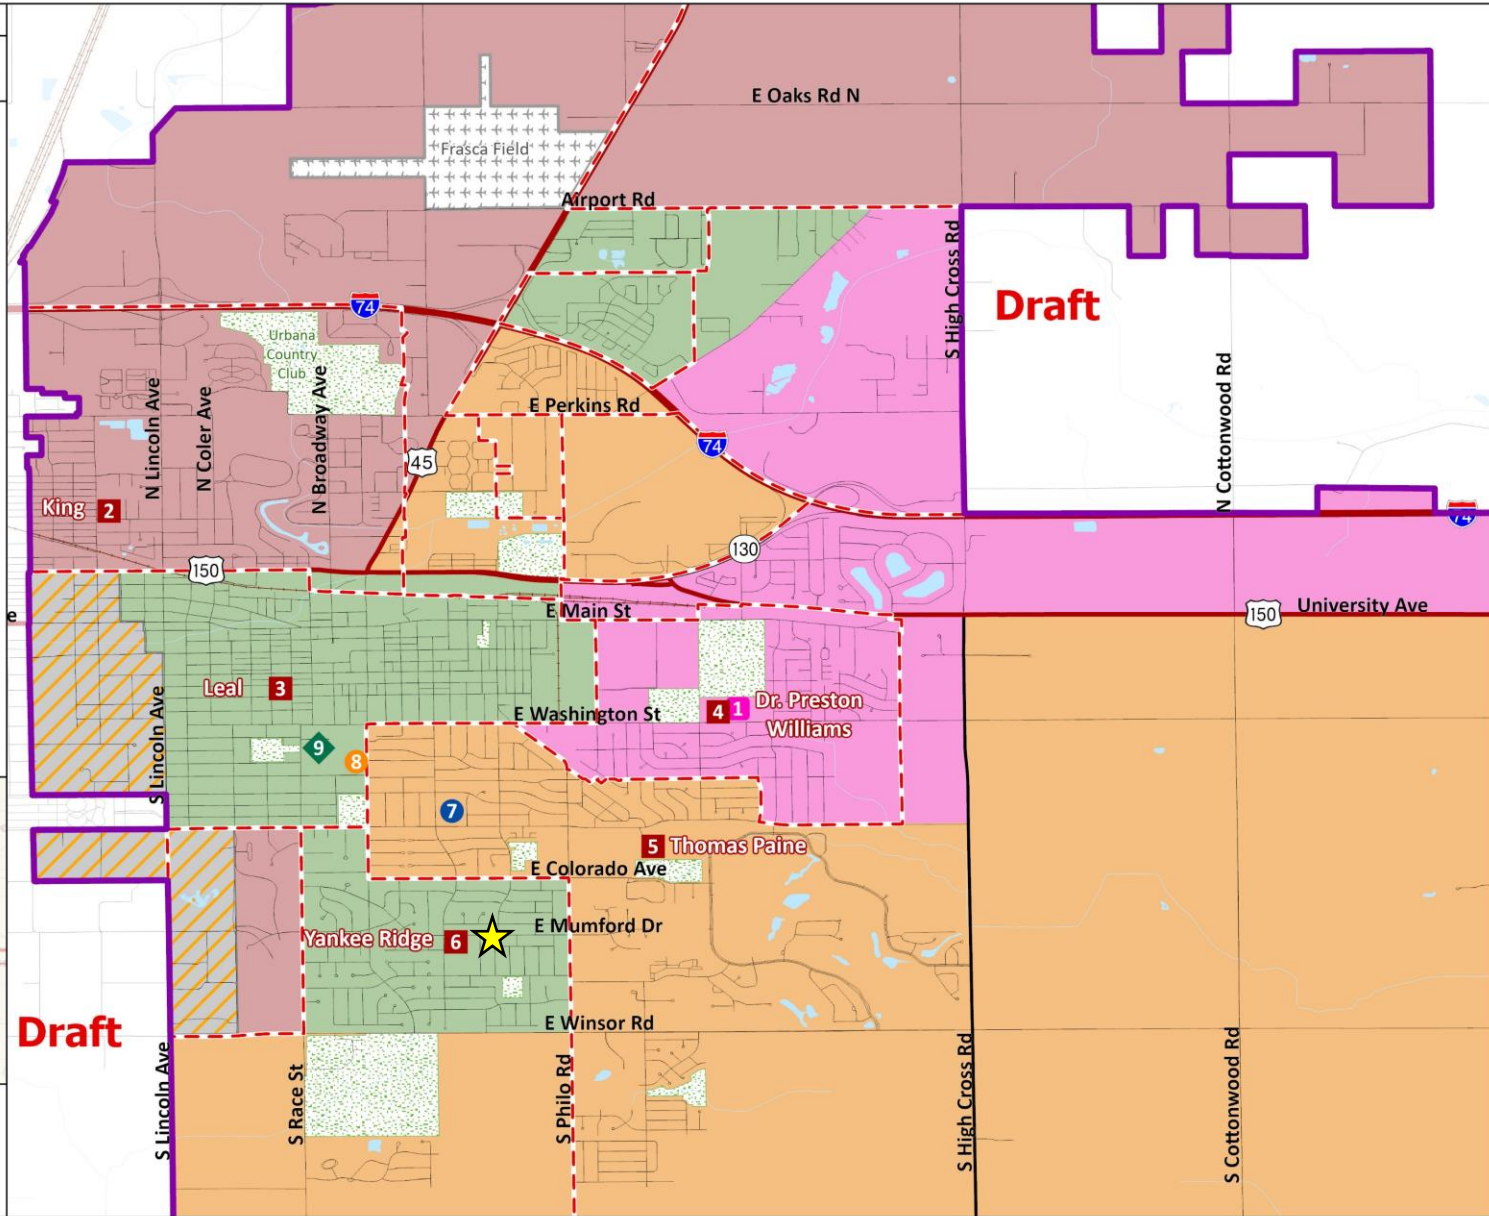 E Oaks Rd N
Frasca Field
Airport Rd
S High Cross Rd
Draft
74
Urbana
Country
Club
N Lincoln Ave
N Coler Ave
N Broadway Ave
E Perkins Rd
45
74
N Cottonwood Rd
King 2
74
130
150
E Main St
150
University Ave
e
Leal 3
S Lincoln Ave
E Washington St
4 1 Dr. Preston
Williams
9
8
7
5 Thomas Paine
E Colorado Ave
E Mumford Dr
Yankee Ridge 6
E Winsor Rd
Draft
S Lincoln Ave
S Race St
S Philo Rd
S High Cross Rd
S Cottonwood Rd